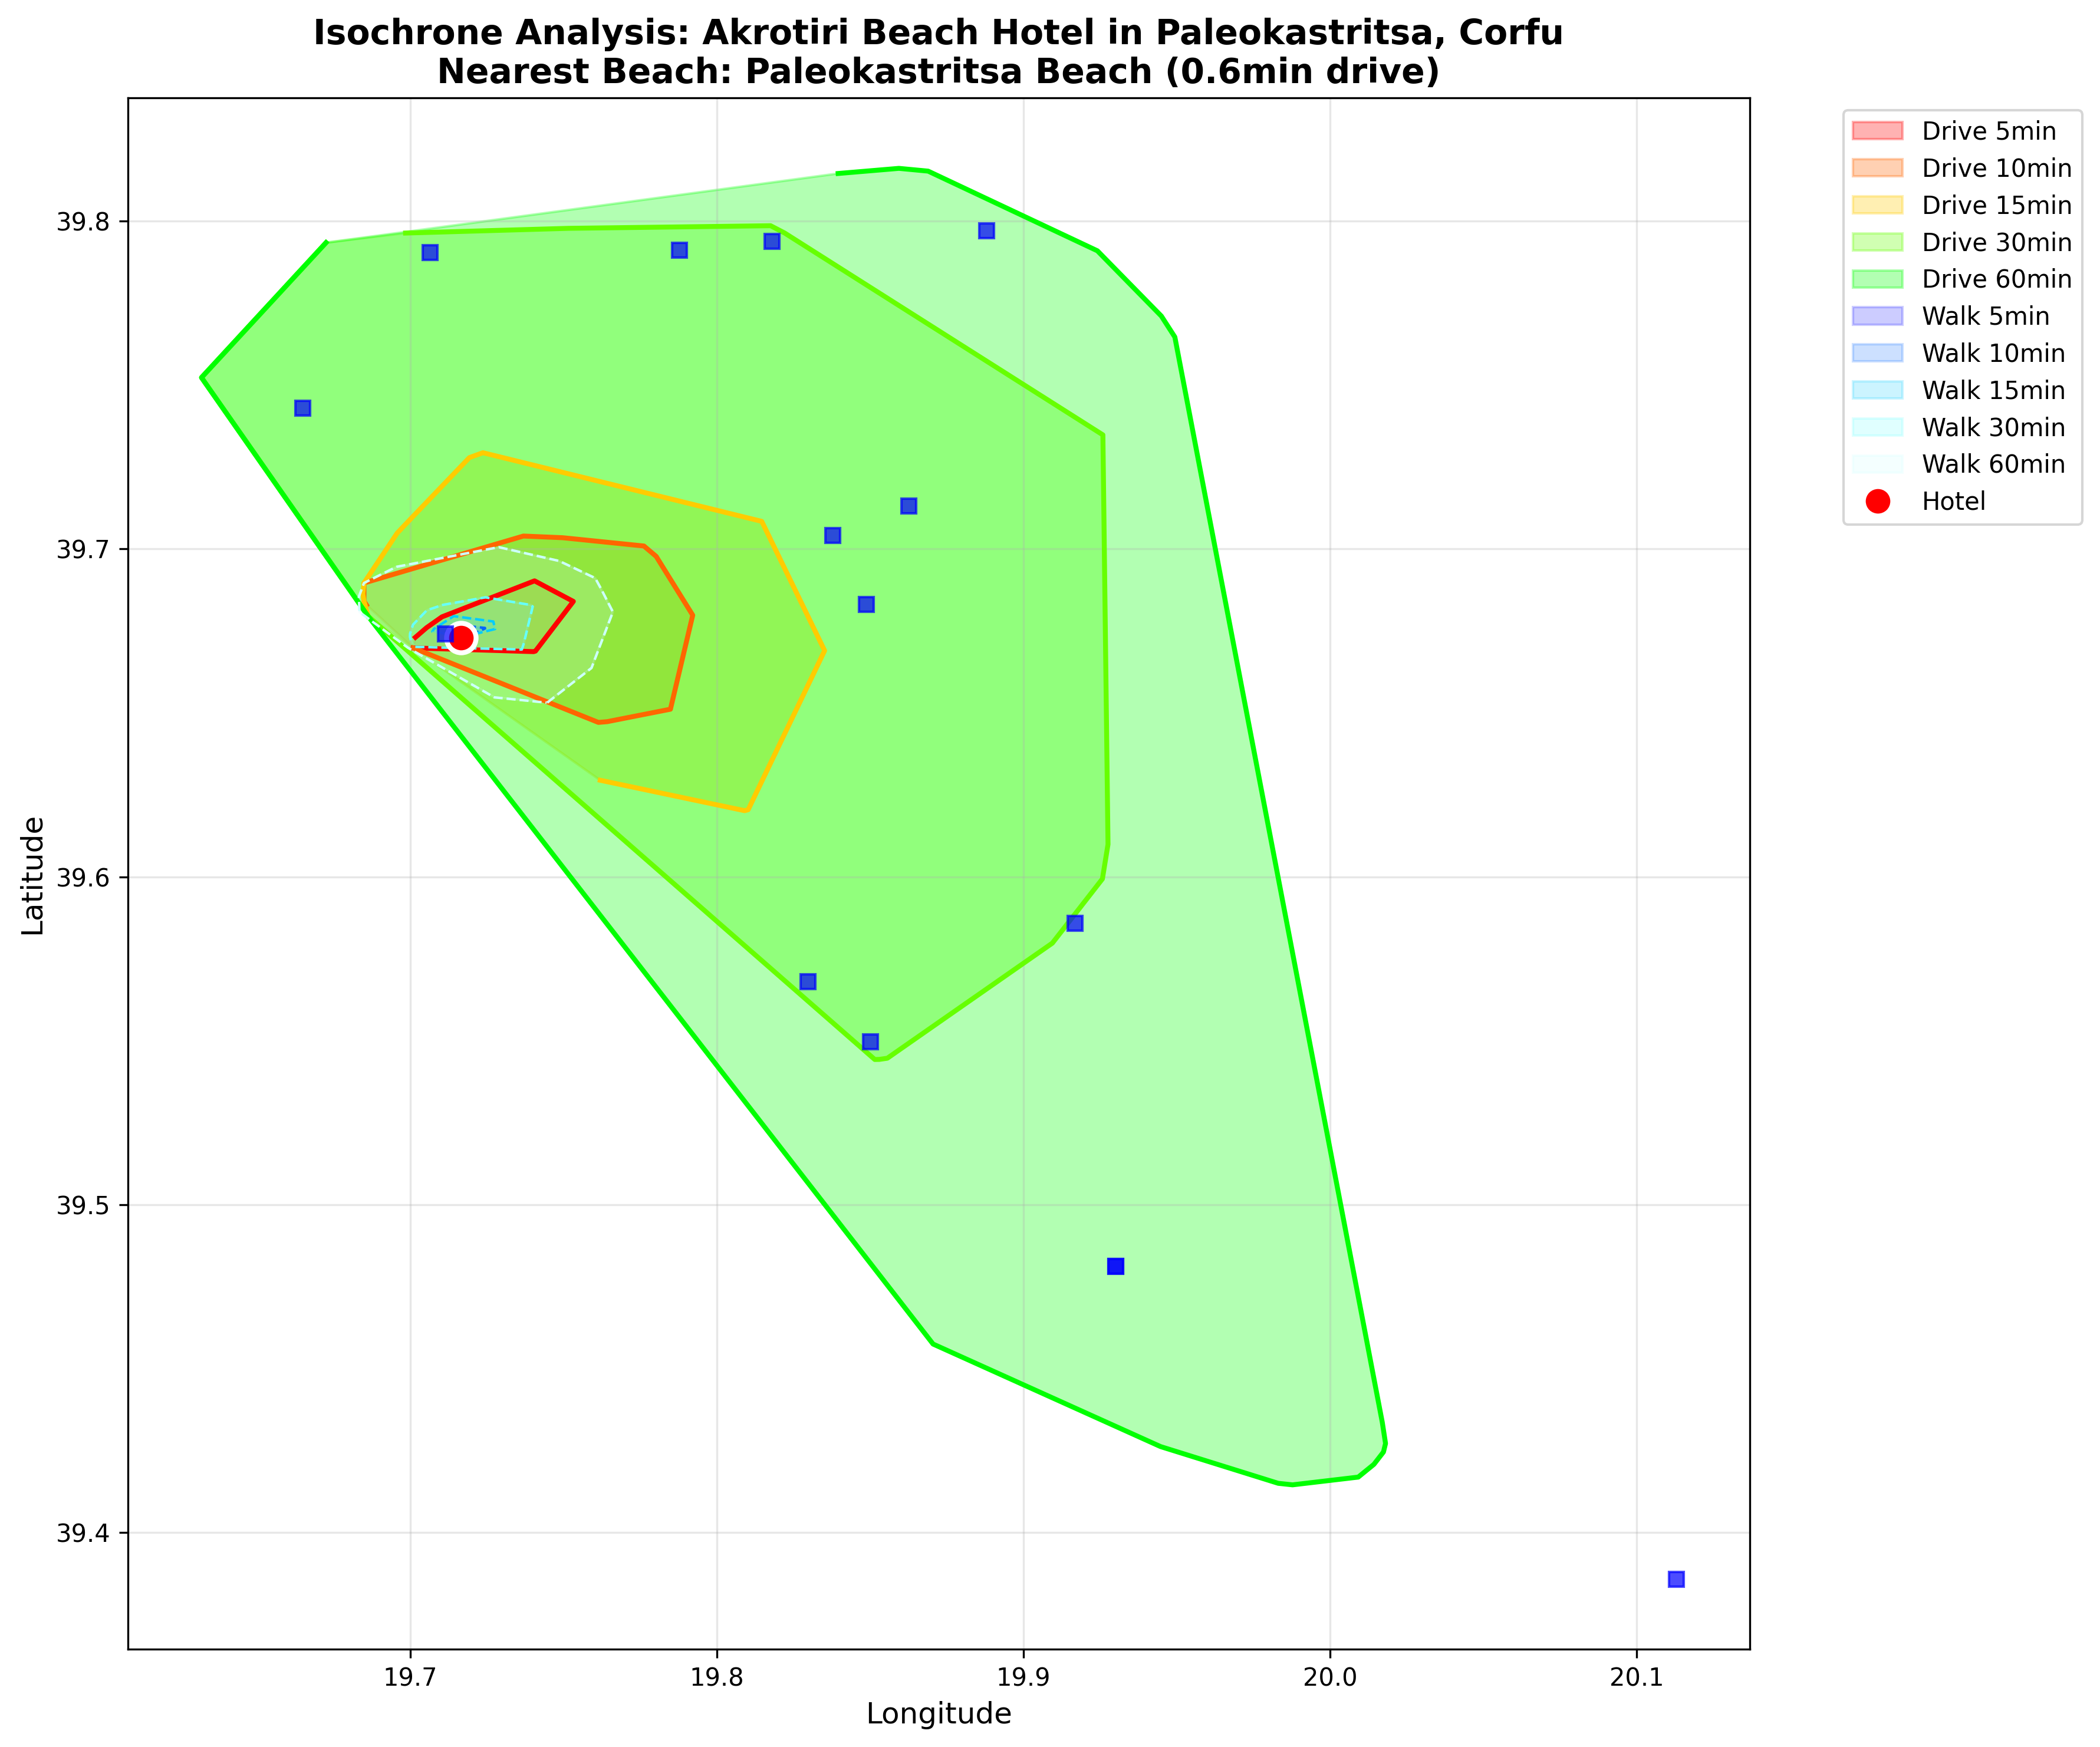 Isochrone Analysis: Akrotiri Beach Hotel in Paleokastritsa, Corfu
Nearest Beach: Paleokastritsa Beach (0.6min drive)
Drive 5min
Drive 10min
Drive 15min
Drive 30min
Drive 60min
Walk 5min
Walk 10min
Walk 15min
Walk 30min
Walk 60min
Hotel
Latitude
39.8
39.7
39.6
39.5
39.4
19.7 19.8 19.9 20.0 20.1
Longitude